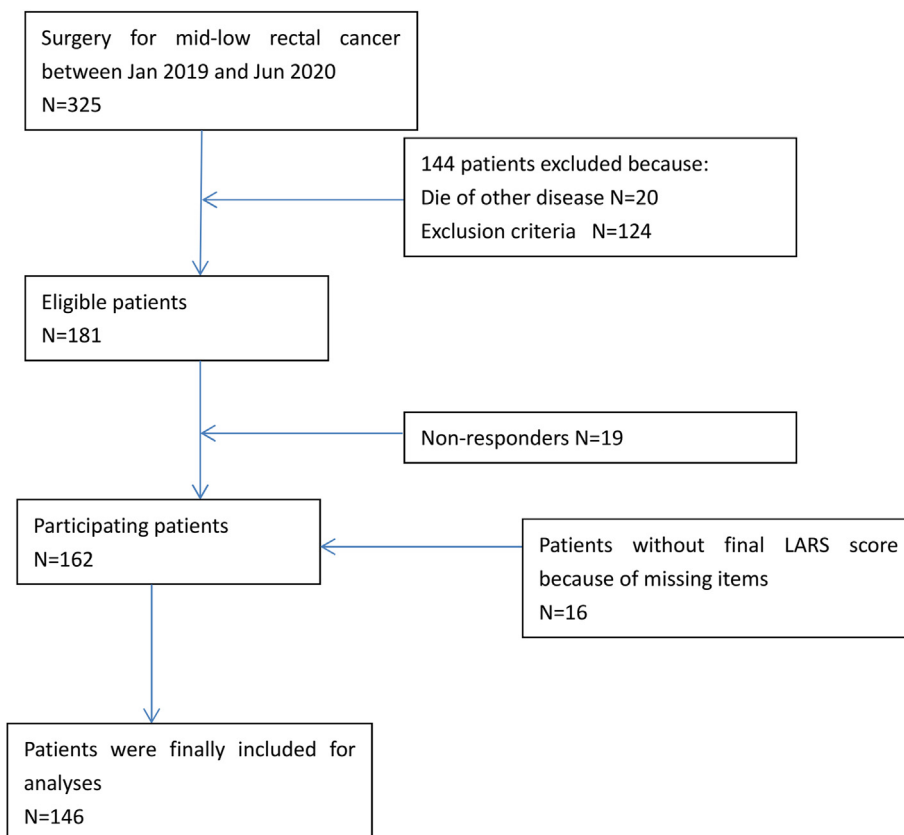 Surgery for mid-low rectal cancer
between Jan 2019 and Jun 2020
N=325
144 patients excluded because:
Die of other disease N=20
Exclusion criteria N=124
Eligible patients
N=181
Non-responders N=19
Participating patients
N=162
Patients without final LARS score
because of missing items
N=16
Patients were finally included for
analyses
N=146